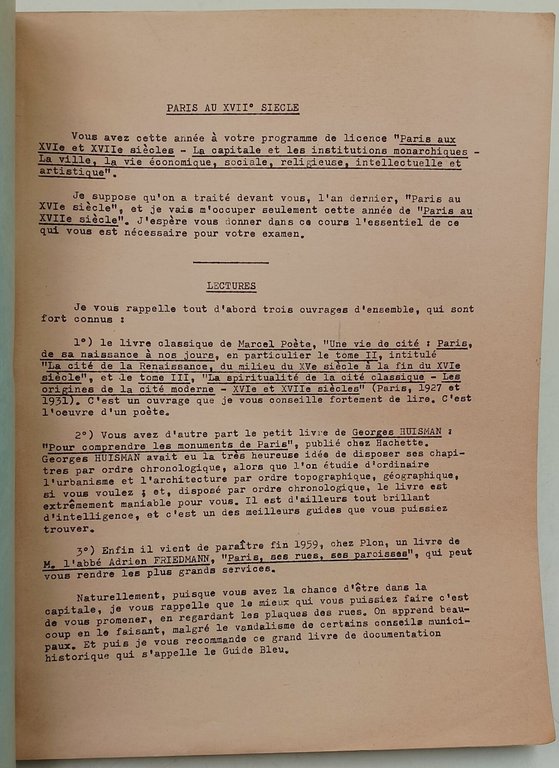 PARIS AU XVII° SIECLE
Vous avez cette année à votre programme de licence "Paris aux
XVIe et XVIIe siècles - La capitale et les institutions monarchiques -
La ville, la vie économique, sociale, religieuse, intellectuelle et
artistique".
Je suppose qu'on a traité devant vous, l'an dernier, "Paris au
XVIe siècle", et je vais m'occuper seulement cette année de "Paris au
XVIIe siècle". J'espère vous donner dans ce cours l'essentiel de ce
qui vous est nécessaire pour votre examen.
LECTURES
Je vous rappelle tout d'abord trois ouvrages d'ensemble, qui sont
fort connus :
1°) le livre classique de Marcel Poète, "Une vie de cité : Paris,
de sa naissance à nos jours, en particulier le tome II, intitulé
"La cité de la Renaissance, du milieu du XVe siècle à la fin du XVIe
siècle", et le tome III, "La spiritualité de la cité classique - Les
origines de la cité moderne - XVIe et XVIIe siècles" (Paris, 1927 et
1931). C'est un ouvrage que je vous conseille fortement de lire. C'est
l'oeuvre d'un poète.
2°) Vous avez d'autre part le petit livre de Georges HUISMAN :
"Pour comprendre les monuments de Paris", publié chez Hachette.
Georges HUISMAN avait eu la très heureuse idée de disposer ses chapi-
tres par ordre chronologique, alors que l'on étudie d'ordinaire
l'urbanisme et l'architecture par ordre topographique, géographique,
si vous voulez ; et, disposé par ordre chronologique, le livre est
extrêmement maniable pour vous. Il est d'ailleurs tout brillant
d'intelligence, et c'est un des meilleurs guides que vous puissiez
trouver.
3°) Enfin il vient de paraître fin 1959, chez Plon, un livre de
M. l'abbé Adrien FRIEDMANN, "Paris, ses rues, ses paroisses", qui peut
vous rendre les plus grands services.
Naturellement, puisque vous avez la chance d'être dans la
capitale, je vous rappelle que le mieux qui vous puissiez faire c'est
de vous promener, en regardant les plaques des rues. On apprend beau-
coup en le faisant, malgré le vandalisme de certains conseils munici-
paux. Et puis je vous recommande ce grand livre de documentation
historique qui s'appelle le Guide Bleu.